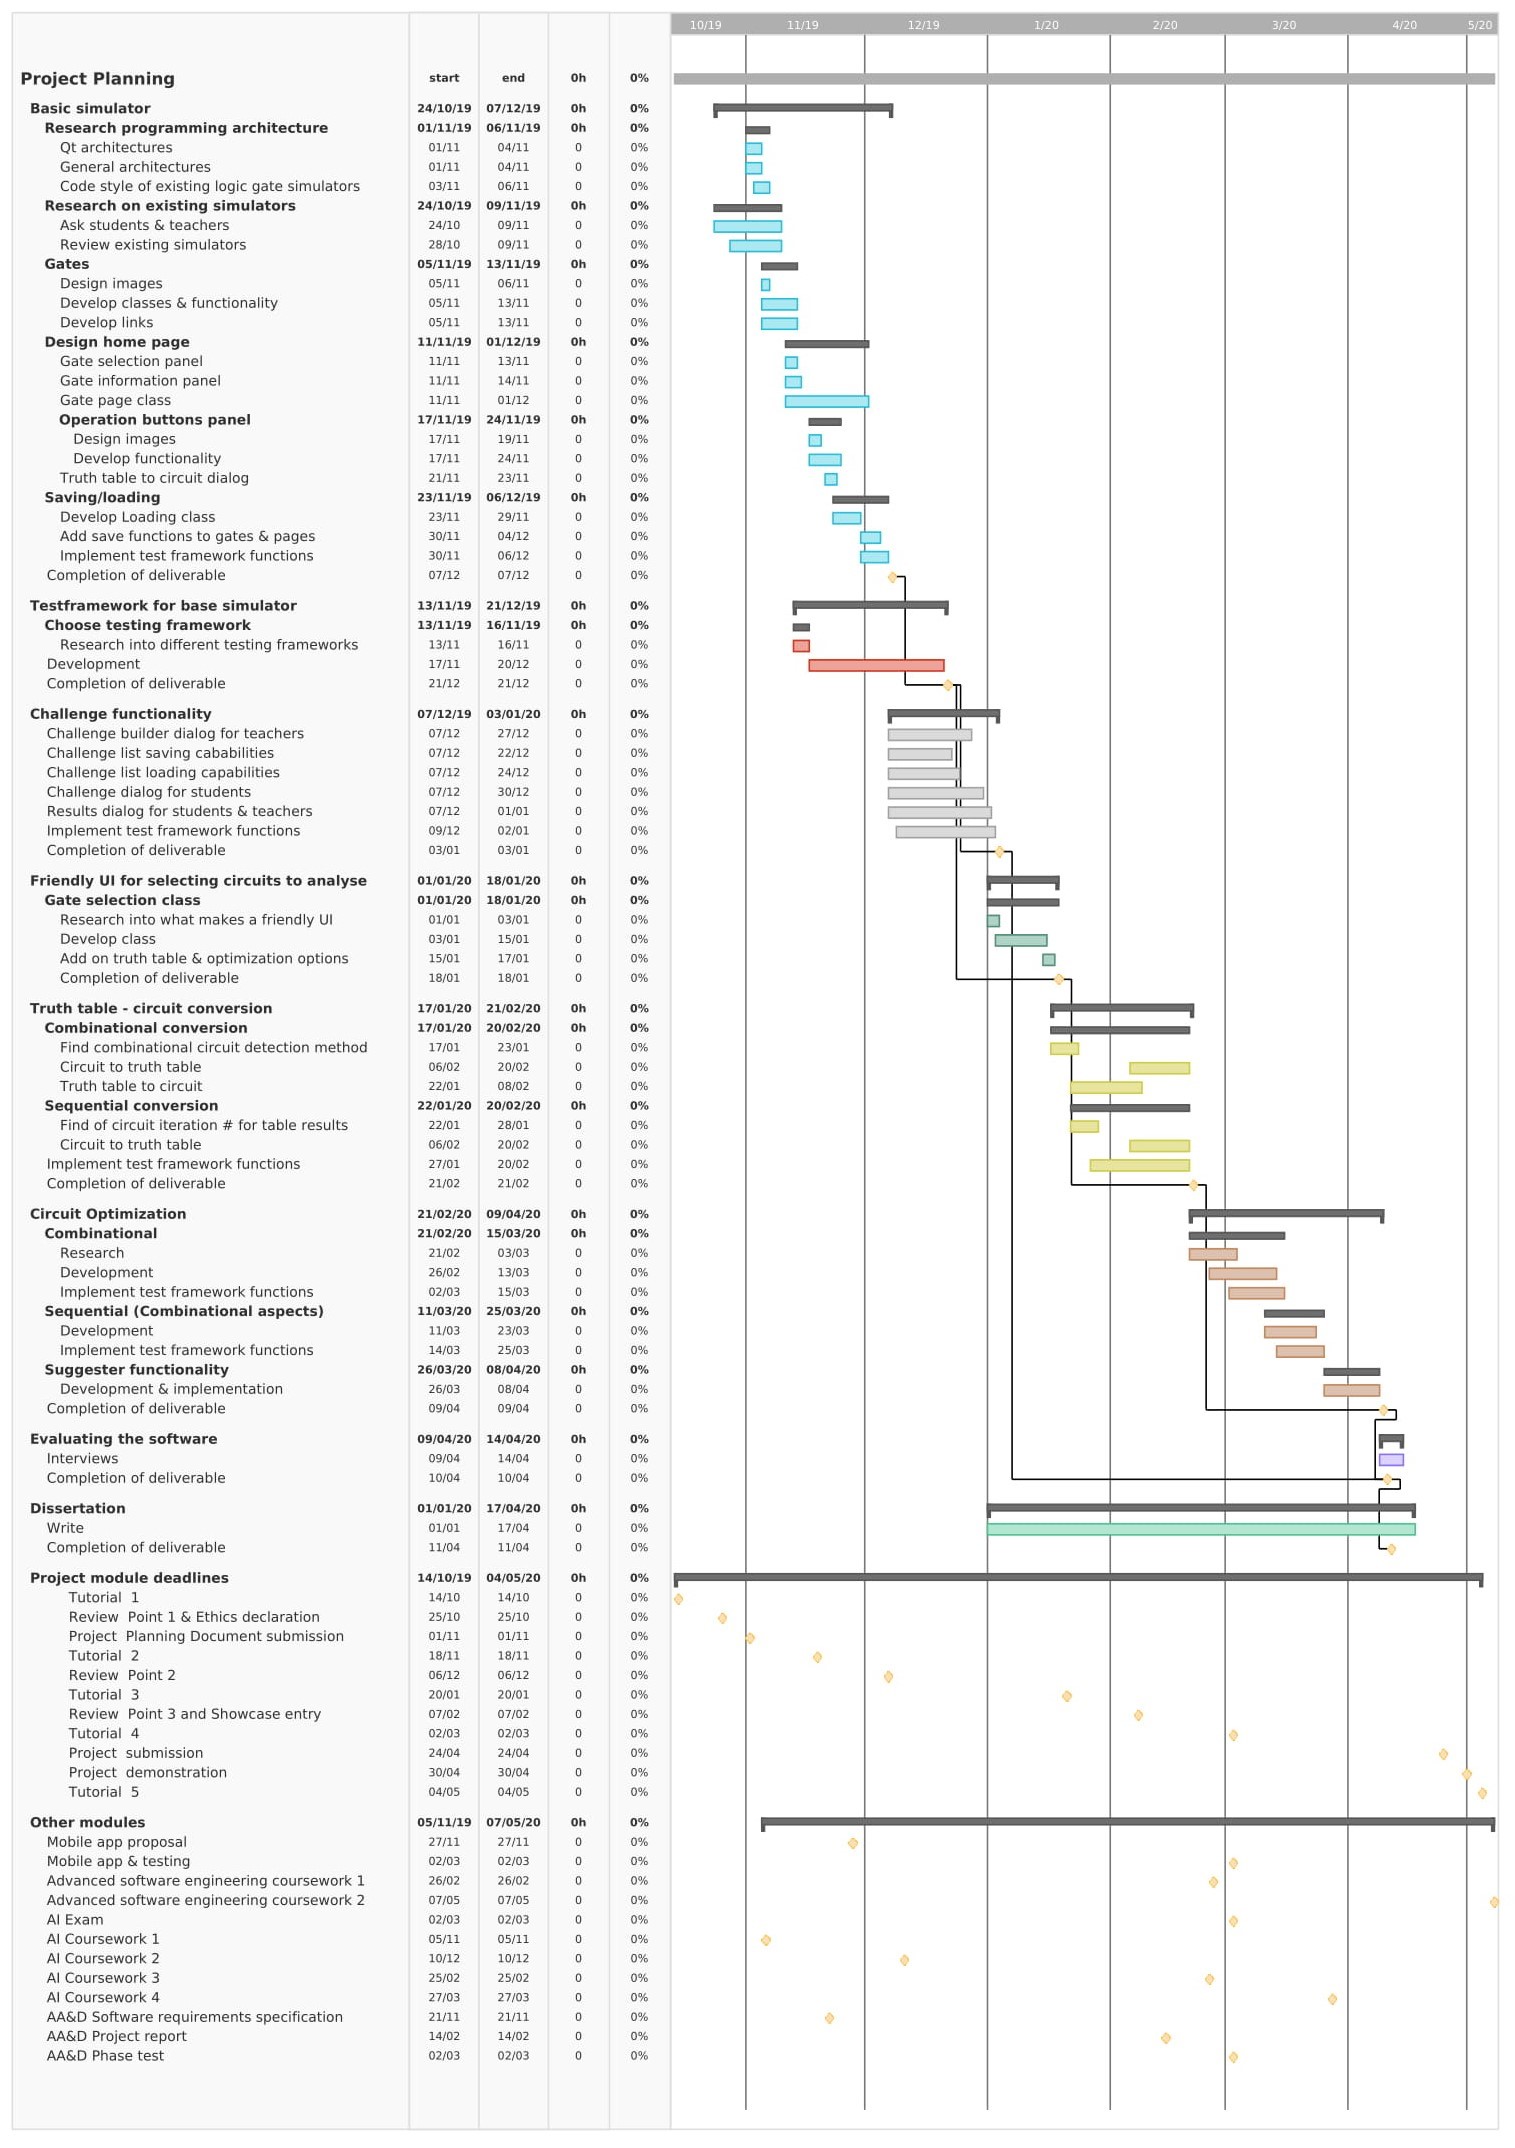 10/19 11/19 12/19 1/20 2/20 3/20 4/20 5/20
Project Planning start end 0h 0%
Basic simulator 24/10/19 07/12/19 0h 0%
Research programming architecture 01/11/19 06/11/19 0h 0%
Qt architectures 01/11 04/11 0 0%
General architectures 01/11 04/11 0 0%
Code style of existing logic gate simulators 03/11 06/11 0 0%
Research on existing simulators 24/10/19 09/11/19 0h 0%
Ask students & teachers 24/10 09/11 0 0%
Review existing simulators 28/10 09/11 0 0%
Gates 05/11/19 13/11/19 0h 0%
Design images 05/11 06/11 0 0%
Develop classes & functionality 05/11 13/11 0 0%
Develop links 05/11 13/11 0 0%
Design home page 11/11/19 01/12/19 0h 0%
Gate selection panel 11/11 13/11 0 0%
Gate information panel 11/11 14/11 0 0%
Gate page class 11/11 01/12 0 0%
Operation buttons panel 17/11/19 24/11/19 0h 0%
Design images 17/11 19/11 0 0%
Develop functionality 17/11 24/11 0 0%
Truth table to circuit dialog 21/11 23/11 0 0%
Saving/loading 23/11/19 06/12/19 0h 0%
Develop Loading class 23/11 29/11 0 0%
Add save functions to gates & pages 30/11 04/12 0 0%
Implement test framework functions 30/11 06/12 0 0%
Completion of deliverable 07/12 07/12 0 0%
Testframework for base simulator 13/11/19 21/12/19 0h 0%
Choose testing framework 13/11/19 16/11/19 0h 0%
Research into different testing frameworks 13/11 16/11 0 0%
Development 17/11 20/12 0 0%
Completion of deliverable 21/12 21/12 0 0%
Challenge functionality 07/12/19 03/01/20 0h 0%
Challenge builder dialog for teachers 07/12 27/12 0 0%
Challenge list saving cababilities 07/12 22/12 0 0%
Challenge list loading capabilities 07/12 24/12 0 0%
Challenge dialog for students 07/12 30/12 0 0%
Results dialog for students & teachers 07/12 01/01 0 0%
Implement test framework functions 09/12 02/01 0 0%
Completion of deliverable 03/01 03/01 0 0%
Friendly UI for selecting circuits to analyse 01/01/20 18/01/20 0h 0%
Gate selection class 01/01/20 18/01/20 0h 0%
Research into what makes a friendly UI 01/01 03/01 0 0%
Develop class 03/01 15/01 0 0%
Add on truth table & optimization options 15/01 17/01 0 0%
Completion of deliverable 18/01 18/01 0 0%
Truth table - circuit conversion 17/01/20 21/02/20 0h 0%
Combinational conversion 17/01/20 20/02/20 0h 0%
Find combinational circuit detection method 17/01 23/01 0 0%
Circuit to truth table 06/02 20/02 0 0%
Truth table to circuit 22/01 08/02 0 0%
Sequential conversion 22/01/20 20/02/20 0h 0%
Find of circuit iteration # for table results 22/01 28/01 0 0%
Circuit to truth table 06/02 20/02 0 0%
Implement test framework functions 27/01 20/02 0 0%
Completion of deliverable 21/02 21/02 0 0%
Circuit Optimization 21/02/20 09/04/20 0h 0%
Combinational 21/02/20 15/03/20 0h 0%
Research 21/02 03/03 0 0%
Development 26/02 13/03 0 0%
Implement test framework functions 02/03 15/03 0 0%
Sequential (Combinational aspects) 11/03/20 25/03/20 0h 0%
Development 11/03 23/03 0 0%
Implement test framework functions 14/03 25/03 0 0%
Suggester functionality 26/03/20 08/04/20 0h 0%
Development & implementation 26/03 08/04 0 0%
Completion of deliverable 09/04 09/04 0 0%
Evaluating the software 09/04/20 14/04/20 0h 0%
Interviews 09/04 14/04 0 0%
Completion of deliverable 10/04 10/04 0 0%
Dissertation 01/01/20 17/04/20 0h 0%
Write 01/01 17/04 0 0%
Completion of deliverable 11/04 11/04 0 0%
Project module deadlines 14/10/19 04/05/20 0h 0%
Tutorial 1 14/10 14/10 0 0%
Review Point 1 & Ethics declaration 25/10 25/10 0 0%
Project Planning Document submission 01/11 01/11 0 0%
Tutorial 2 18/11 18/11 0 0%
Review Point 2 06/12 06/12 0 0%
Tutorial 3 20/01 20/01 0 0%
Review Point 3 and Showcase entry 07/02 07/02 0 0%
Tutorial 4 02/03 02/03 0 0%
Project submission 24/04 24/04 0 0%
Project demonstration 30/04 30/04 0 0%
Tutorial 5 04/05 04/05 0 0%
Other modules 05/11/19 07/05/20 0h 0%
Mobile app proposal 27/11 27/11 0 0%
Mobile app & testing 02/03 02/03 0 0%
Advanced software engineering coursework 1 26/02 26/02 0 0%
Advanced software engineering coursework 2 07/05 07/05 0 0%
AI Exam 02/03 02/03 0 0%
AI Coursework 1 05/11 05/11 0 0%
AI Coursework 2 10/12 10/12 0 0%
AI Coursework 3 25/02 25/02 0 0%
AI Coursework 4 27/03 27/03 0 0%
AA&D Software requirements specification 21/11 21/11 0 0%
AA&D Project report 14/02 14/02 0 0%
AA&D Phase test 02/03 02/03 0 0%